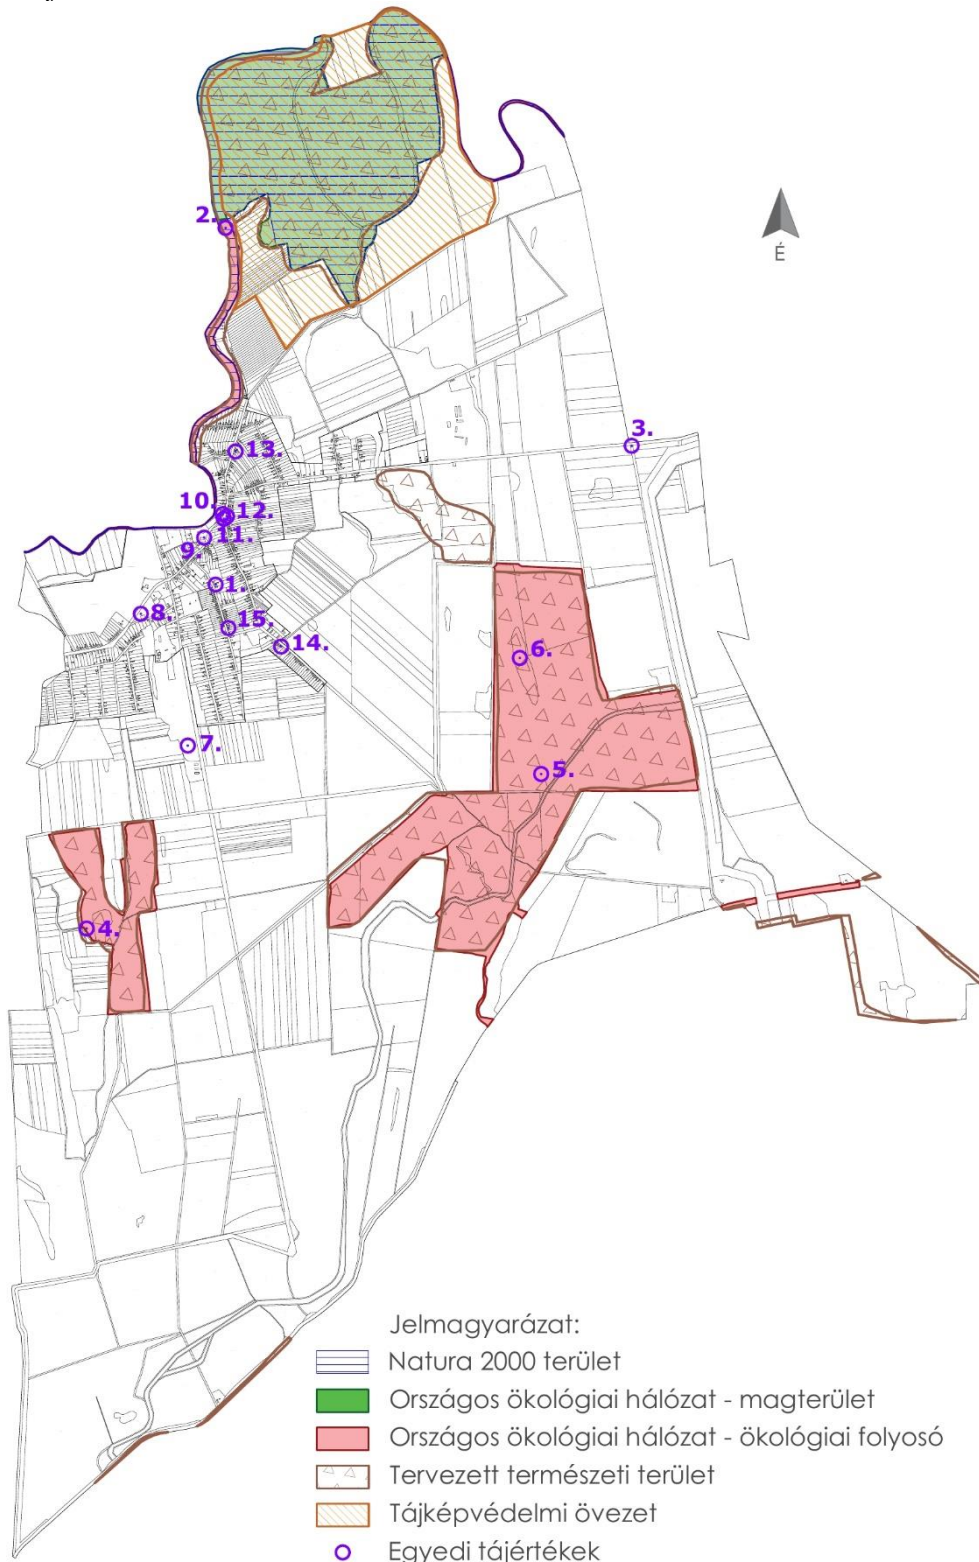 2.
É
3.
13.
10.
12.
11.
9.
1.
8.
15.
14.
6.
7.
5.
4.
Jelmagyarázat:
Natura 2000 terület
Országos ökológiai hálózat - magterület
Országos ökológiai hálózat - ökológiai folyosó
Tervezett természeti terület
Tájképvédelmi övezet
Egyedi tájértékek